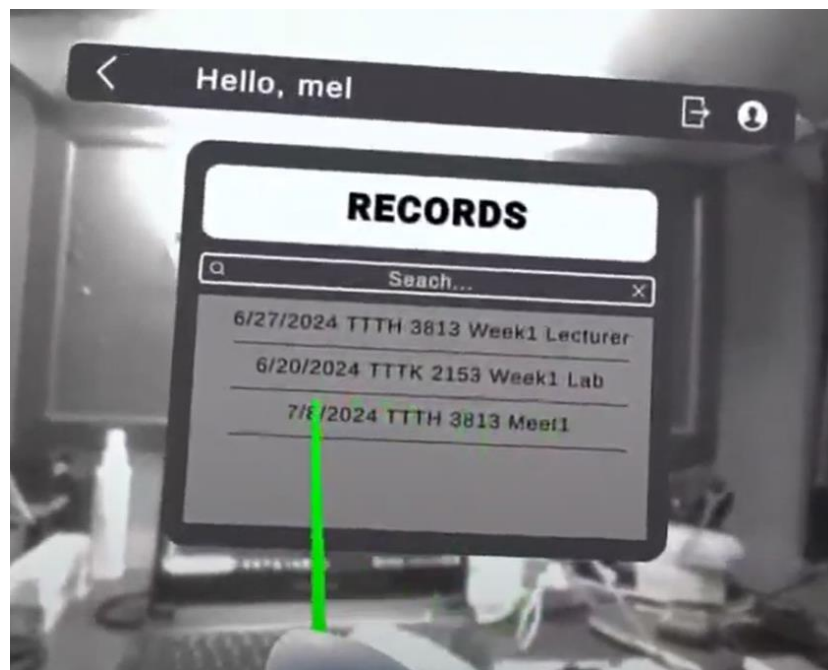 Hello, mel
RECORDS
Seach...
6/27/2024 TTTH 3813 Week1 Lecturer
6/20/2024 TTTK 2153 Week1 Lab
7/8/2024 TTTH 3813 Meet1